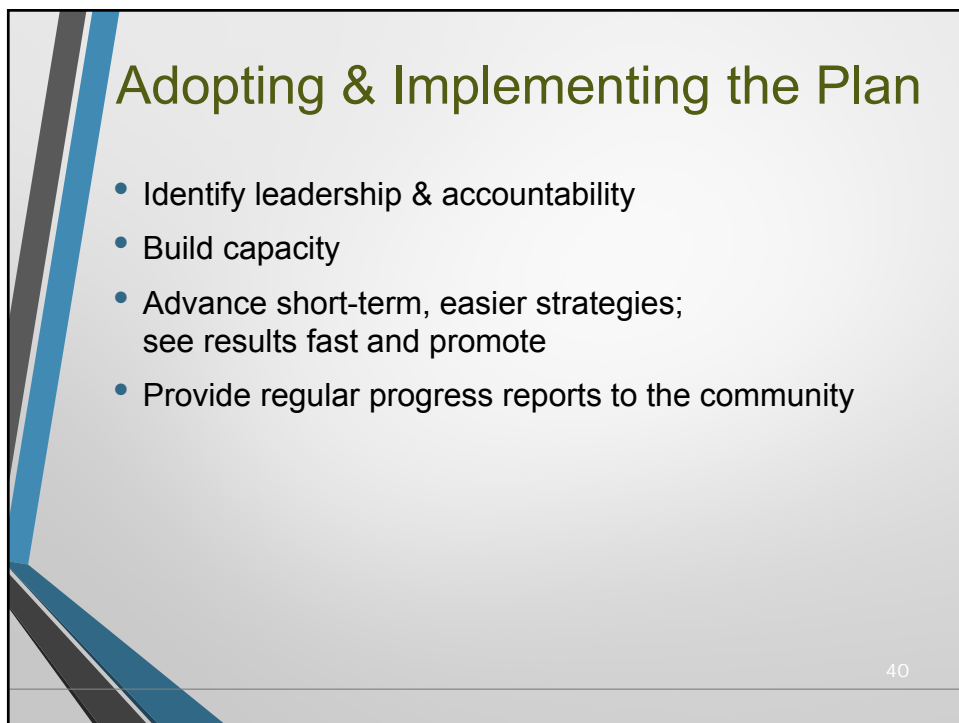 Adopting & Implementing the Plan
• Identify leadership & accountability
• Build capacity
• Advance short-term, easier strategies;
see results fast and promote
• Provide regular progress reports to the community
40